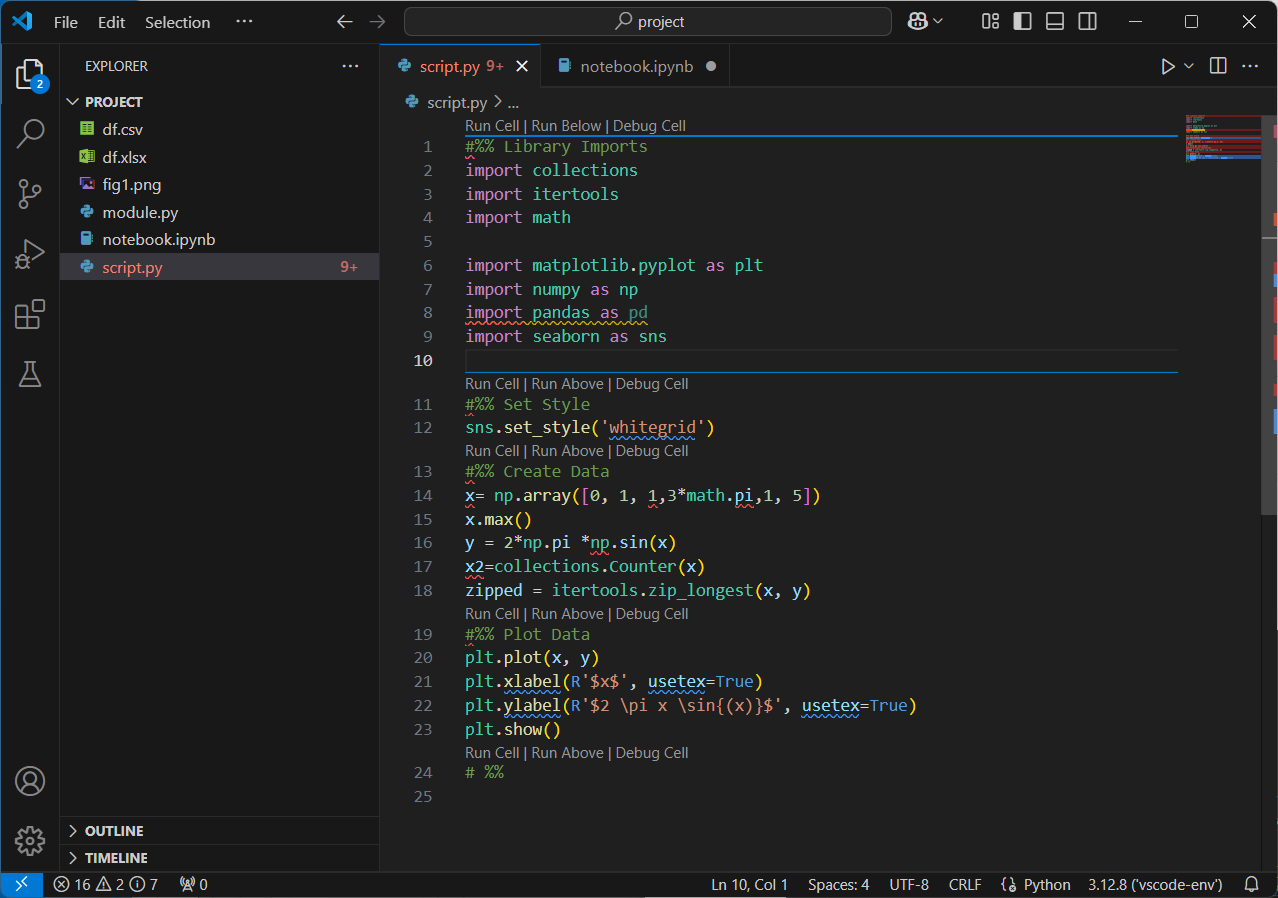 File Edit Selection ··· project
EXPLORER ···
2
PROJECT
df.csv
df.xlsx
fig1.png
module.py
notebook.ipynb
script.py 9+
OUTLINE
TIMELINE
script.py 9+ notebook.ipynb
script.py > ...
Run Cell | Run Below | Debug Cell
1 #%% Library Imports
2 import collections
3 import itertools
4 import math
5
6 import matplotlib.pyplot as plt
7 import numpy as np
8 import pandas as pd
9 import seaborn as sns
10
Run Cell | Run Above | Debug Cell
11 #%% Set Style
12 sns.set_style('whitegrid')
Run Cell | Run Above | Debug Cell
13 #%% Create Data
14 x= np.array([0, 1, 1,3*math.pi,1, 5])
15 x.max()
16 y = 2*np.pi *np.sin(x)
17 x2=collections.Counter(x)
18 zipped = itertools.zip_longest(x, y)
Run Cell | Run Above | Debug Cell
19 #%% Plot Data
20 plt.plot(x, y)
21 plt.xlabel(R'$x$', usetex=True)
22 plt.ylabel(R'$2 \pi x \sin{(x)}$', usetex=True)
23 plt.show()
Run Cell | Run Above | Debug Cell
24 # %%
25
16 2 7 0 Ln 10, Col 1 Spaces: 4 UTF-8 CRLF Python 3.12.8 ('vscode-env')